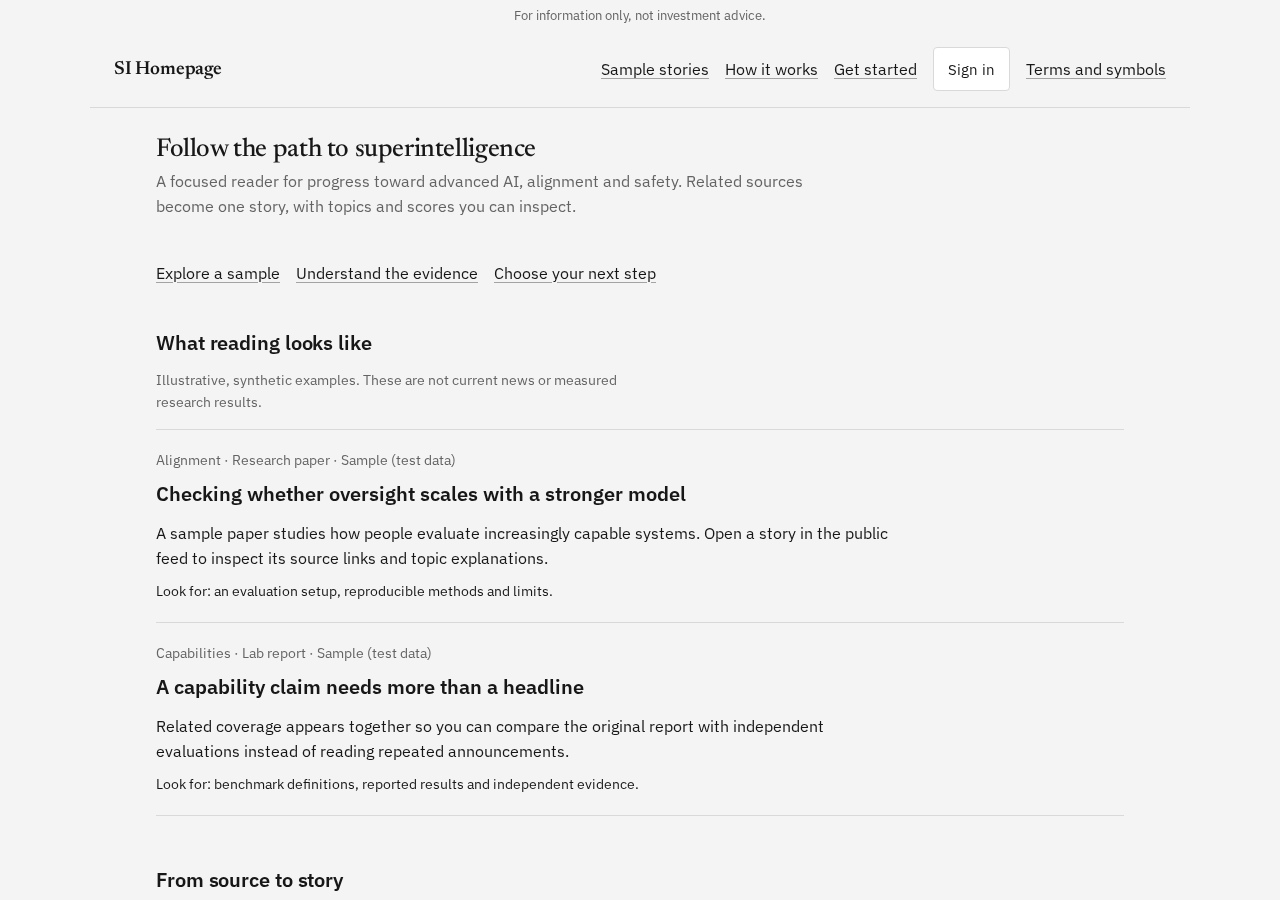 For information only, not investment advice.
SI Homepage
Sample stories
How it works
Get started
Sign in
Terms and symbols
Follow the path to superintelligence
A focused reader for progress toward advanced AI, alignment and safety. Related sources
become one story, with topics and scores you can inspect.
Explore a sample
Understand the evidence
Choose your next step
What reading looks like
Illustrative, synthetic examples. These are not current news or measured
research results.
Alignment · Research paper · Sample (test data)
Checking whether oversight scales with a stronger model
A sample paper studies how people evaluate increasingly capable systems. Open a story in the public
feed to inspect its source links and topic explanations.
Look for: an evaluation setup, reproducible methods and limits.
Capabilities · Lab report · Sample (test data)
A capability claim needs more than a headline
Related coverage appears together so you can compare the original report with independent
evaluations instead of reading repeated announcements.
Look for: benchmark definitions, reported results and independent evidence.
From source to story